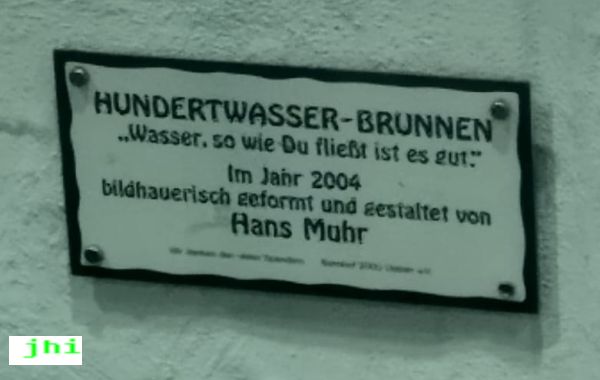 HUNDERTWASSER-BRUNNEN
„Wasser, so wie Du fließt ist es gut."
Im Jahr 2004
bildhauerisch geformt und gestaltet von
Hans Muhr
jhi